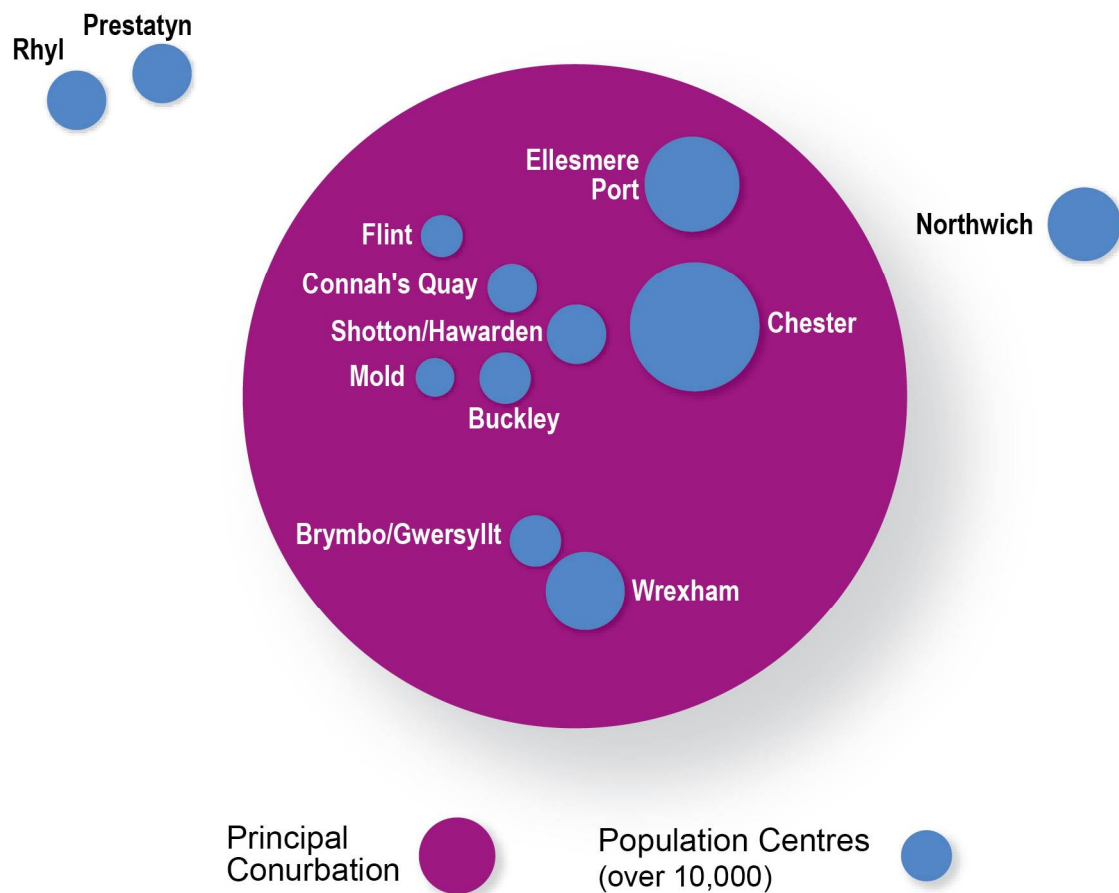 Prestatyn
Rhyl
Ellesmere
Port
Northwich
Flint
Connah's Quay
Shotton/Hawarden
Chester
Mold
Buckley
Brymbo/Gwersyllt
Wrexham
Principal
Conurbation
Population Centres
(over 10,000)